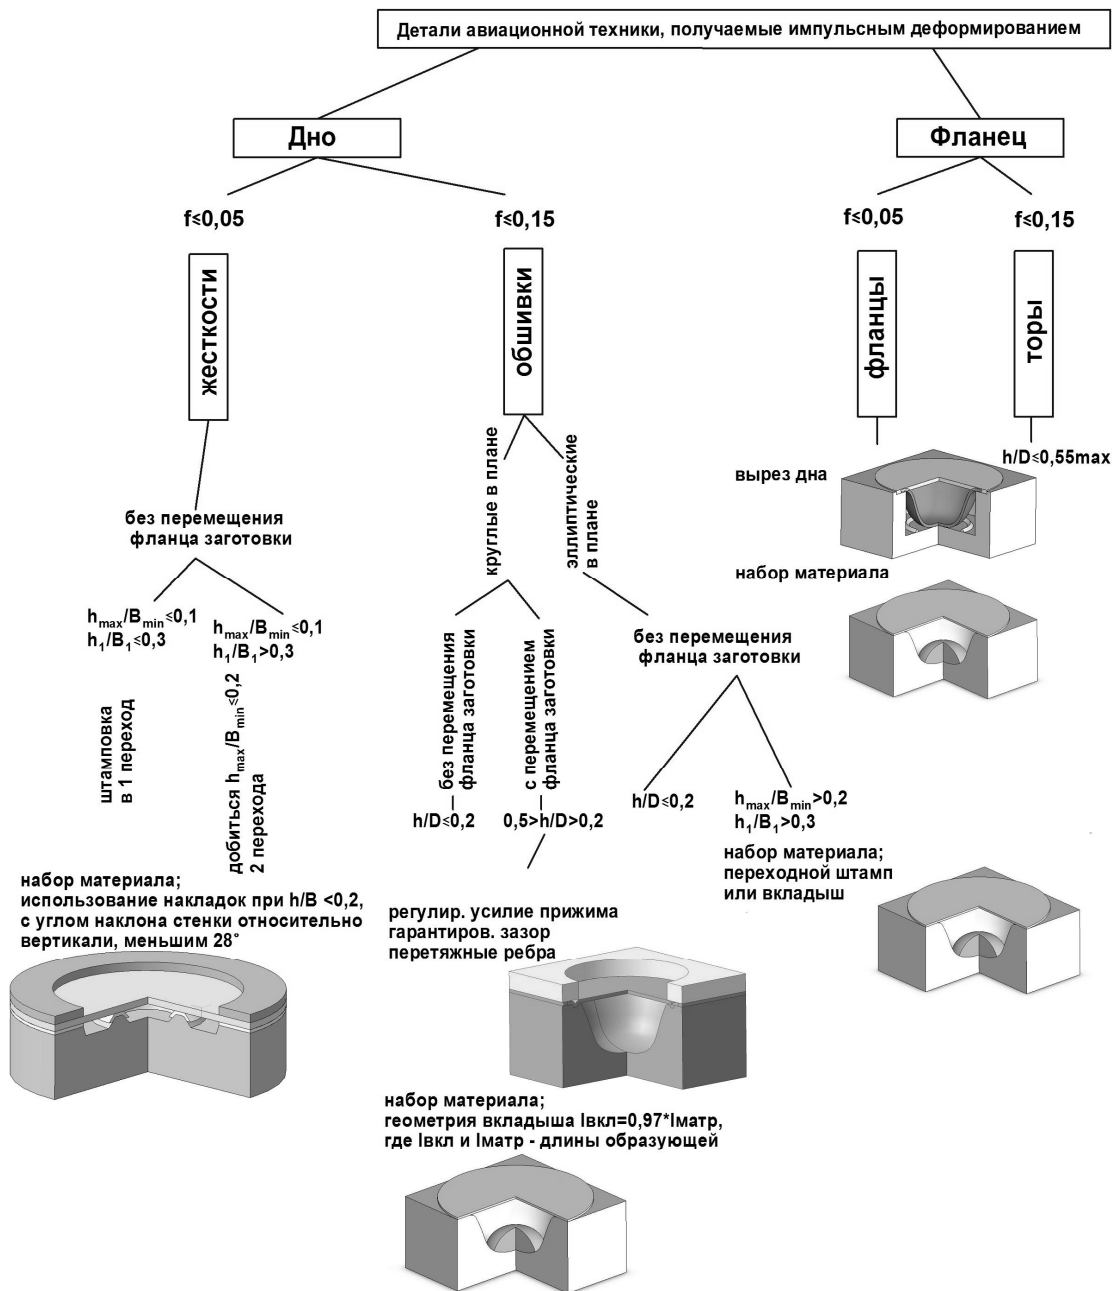 Детали авиационной техники, получаемые импульсным деформированием
Дно
Фланец
f≤0,05
f≤0,15
f≤0,05
f≤0,15
жесткости
обшивки
фланцы
торы
круглые в плане
эллиптические
в плане
вырез дна
h/D≤0,55max
набор материала
без перемещения
фланца заготовки
hmax/Bmin≤0,1
h1/B1≤0,3
hmax/Bmin≤0,1
h1/B1>0,3
штамповка
в 1 переход
добиться hmax/Bmin≤0,2
2 перехода
без перемещения
фланца заготовки
с перемещением
фланца заготовки
без перемещения
фланца заготовки
h/D≤0,2
0,5>h/D>0,2
h/D≤0,2
hmax/Bmin>0,2
h1/B1>0,3
набор материала;
переходной штамп
или вкладыш
набор материала;
использование накладок при h/B <0,2,
с углом наклона стенки относительно
вертикали, меньшим 28°
регулир. усилие прижима
гарантиров. зазор
перетяжные ребра
набор материала;
геометрия вкладыша lвкл=0,97*lматр,
где lвкл и lматр - длины образующей